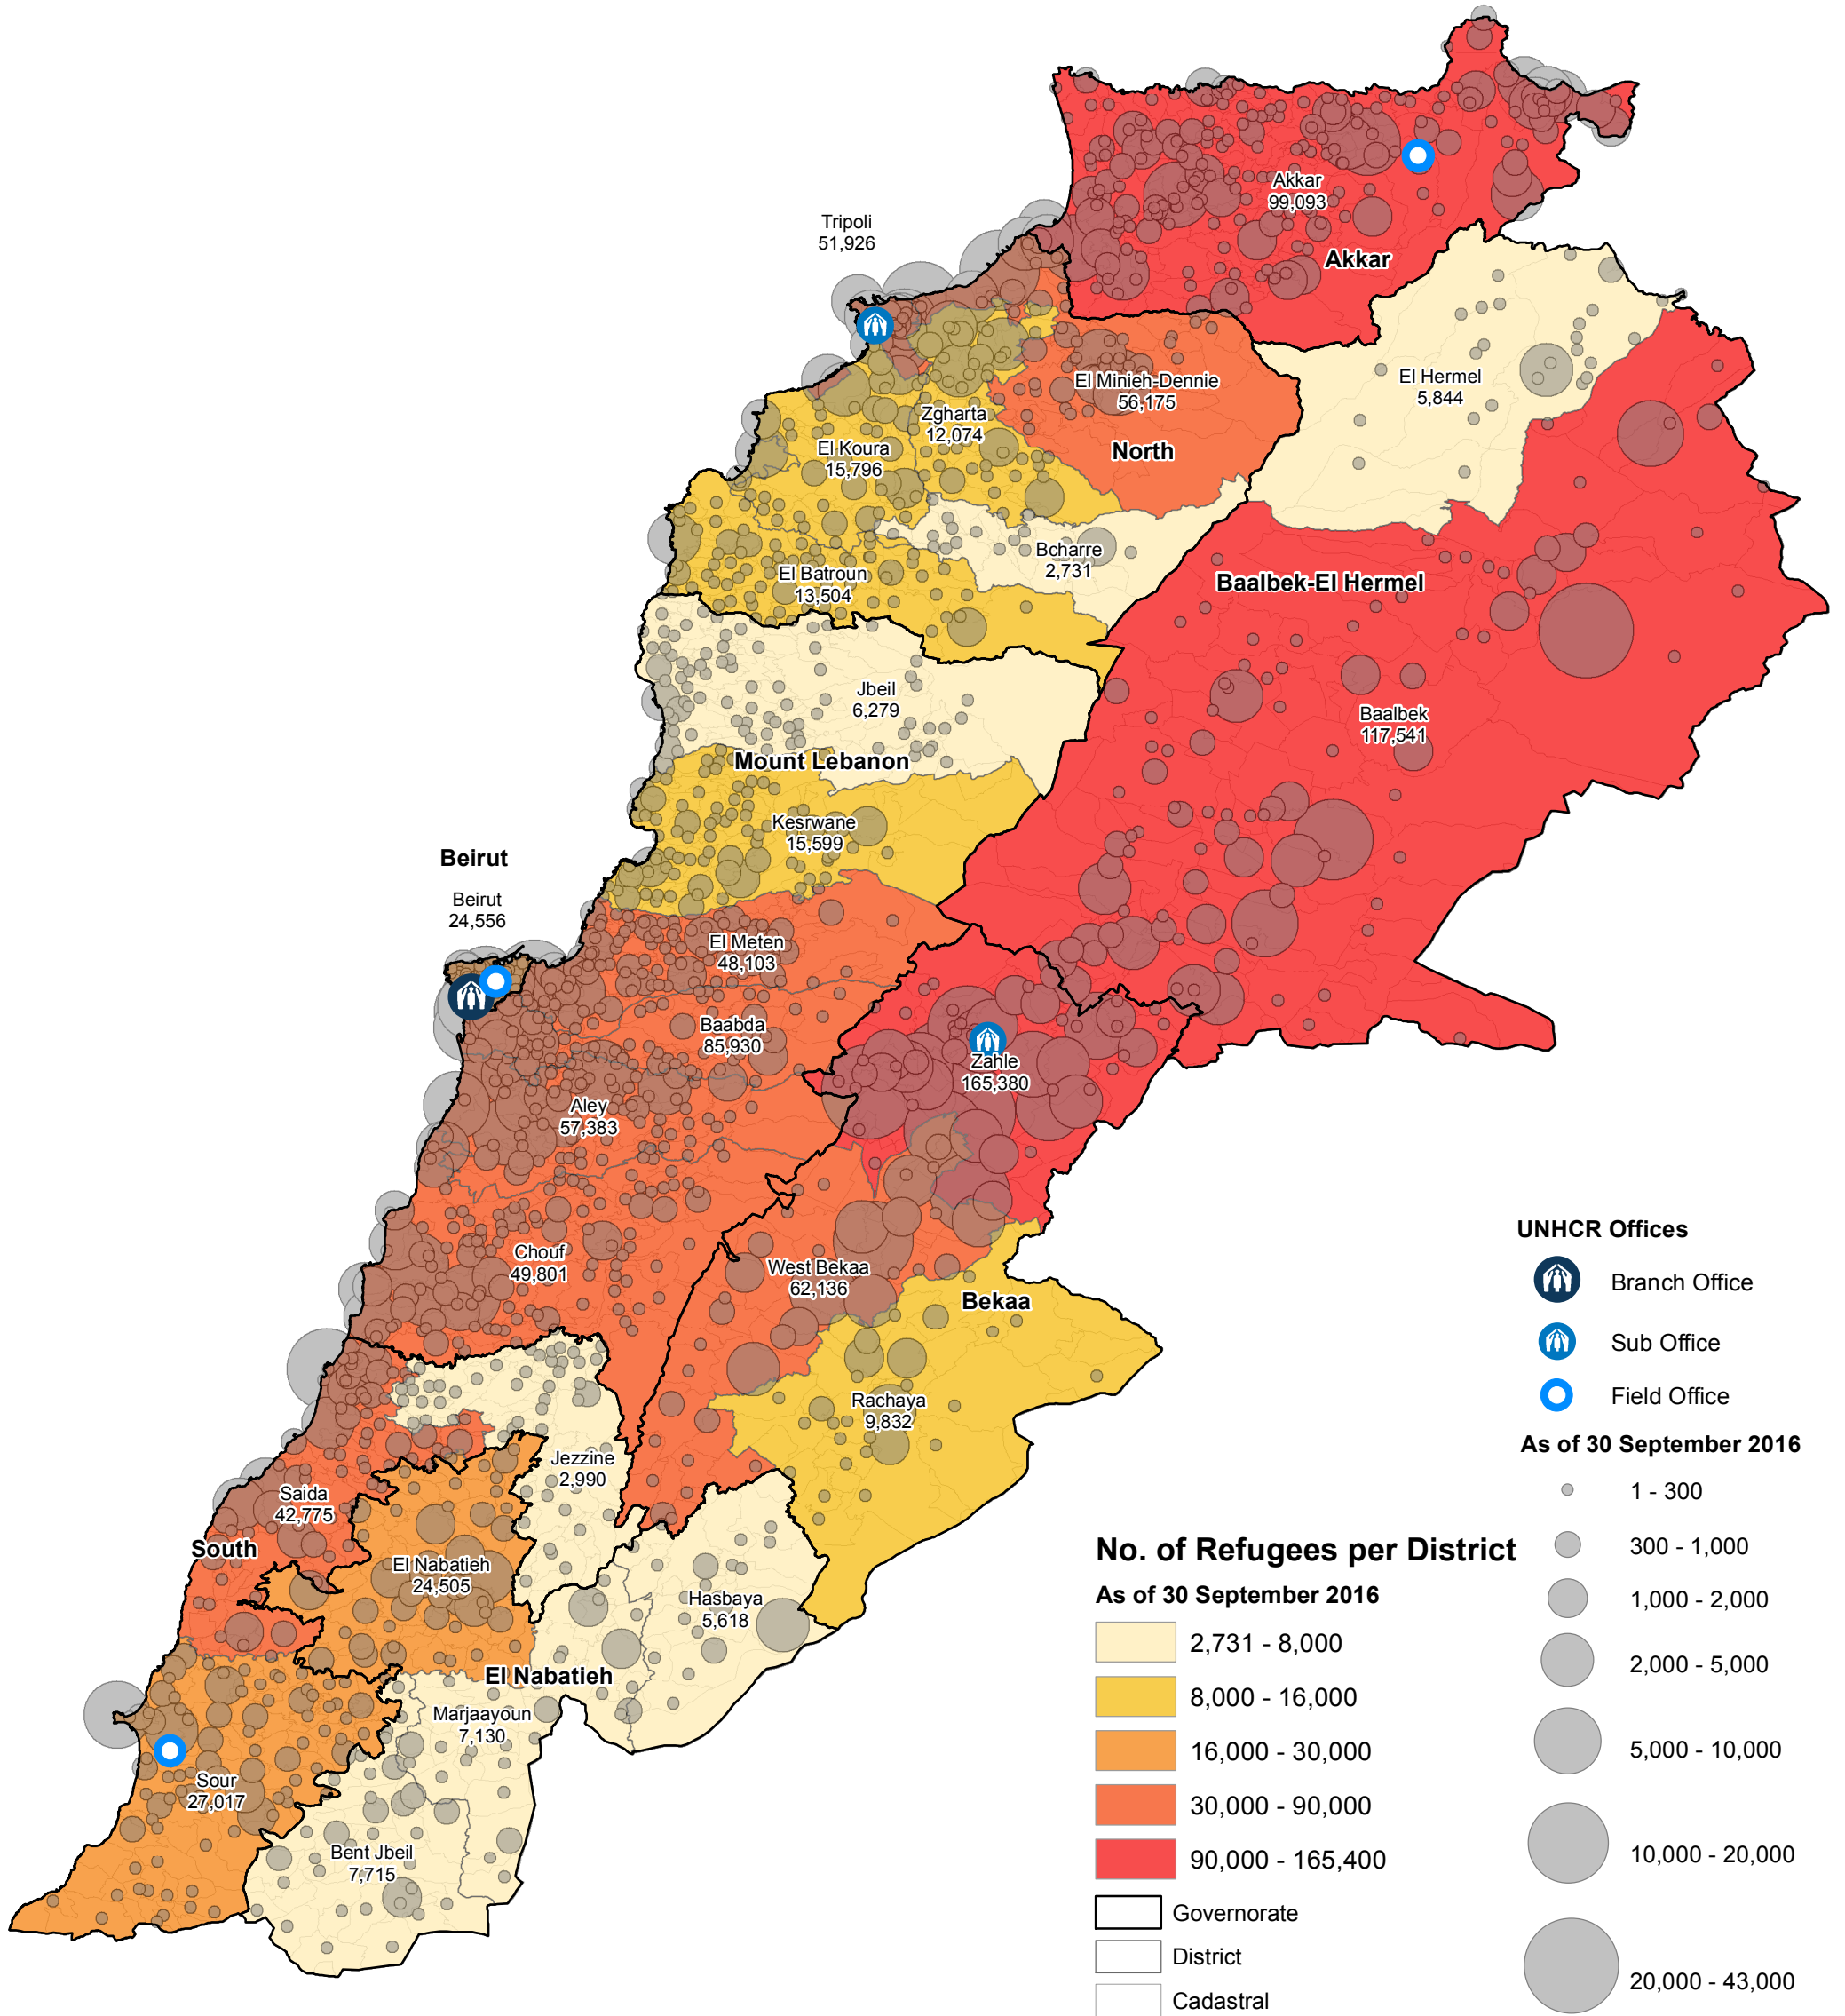 Akkar
99,093
Akkar
Tripoli
51,926
El Hermel
5,844
El Minieh-Dennie
56,175
Zgharta
12,074
North
El Koura
15,796
Bcharre
2,731
El Batroun
13,504
Baalbek-El Hermel
Jbeil
6,279
Baalbek
117,541
Mount Lebanon
Kesrwane
15,599
Beirut
Beirut
24,556
El Meten
48,103
Baabda
85,930
Zahle
165,380
Aley
57,383
Chouf
49,801
West Bekaa
62,136
Bekaa
Rachaya
9,832
Jezzine
2,990
Saida
42,775
South
El Nabatieh
24,505
Hasbaya
5,618
El Nabatieh
Marjaayoun
7,130
Sour
27,017
Bent Jbeil
7,715
UNHCR Offices
Branch Office
Sub Office
Field Office
As of 30 September 2016
1 - 300
300 - 1,000
1,000 - 2,000
2,000 - 5,000
5,000 - 10,000
10,000 - 20,000
20,000 - 43,000
No. of Refugees per District
As of 30 September 2016
2,731 - 8,000
8,000 - 16,000
16,000 - 30,000
30,000 - 90,000
90,000 - 165,400
Governorate
District
Cadastral